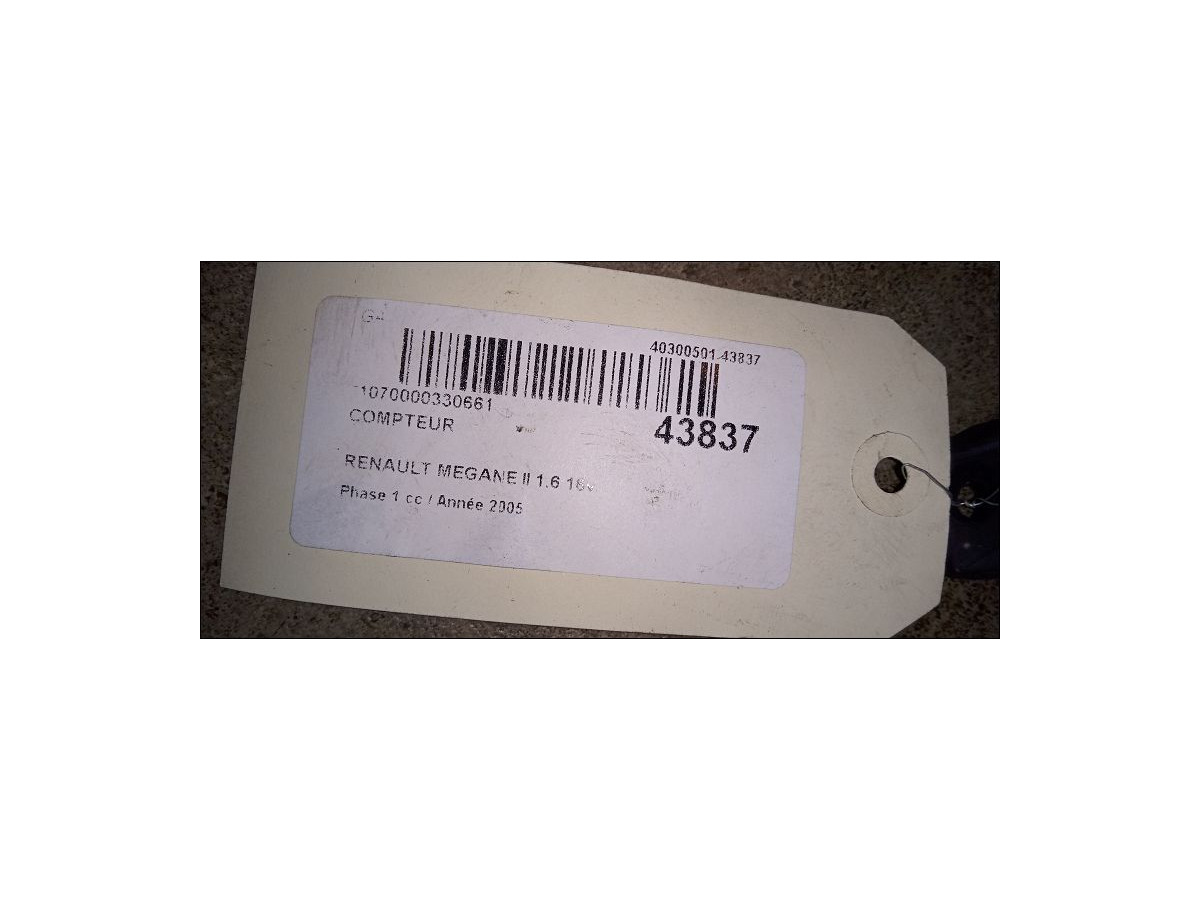 40300501-43837
1070000330661
43837
COMPTEUR
RENAULT MEGANE II 1.6
Phase 1 cc / Année 2005